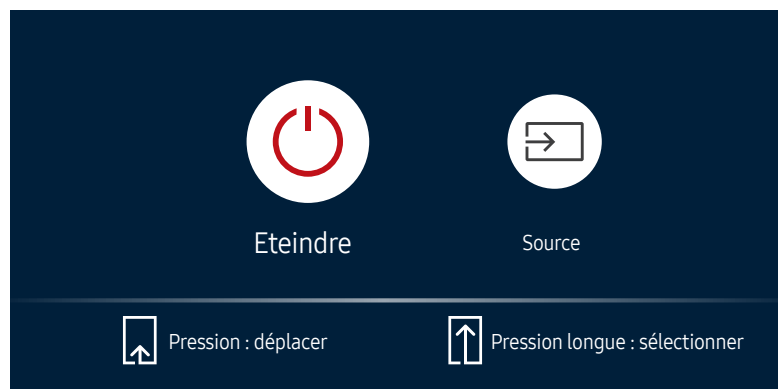 Eteindre
Source
Pression : déplacer
Pression longue : sélectionner